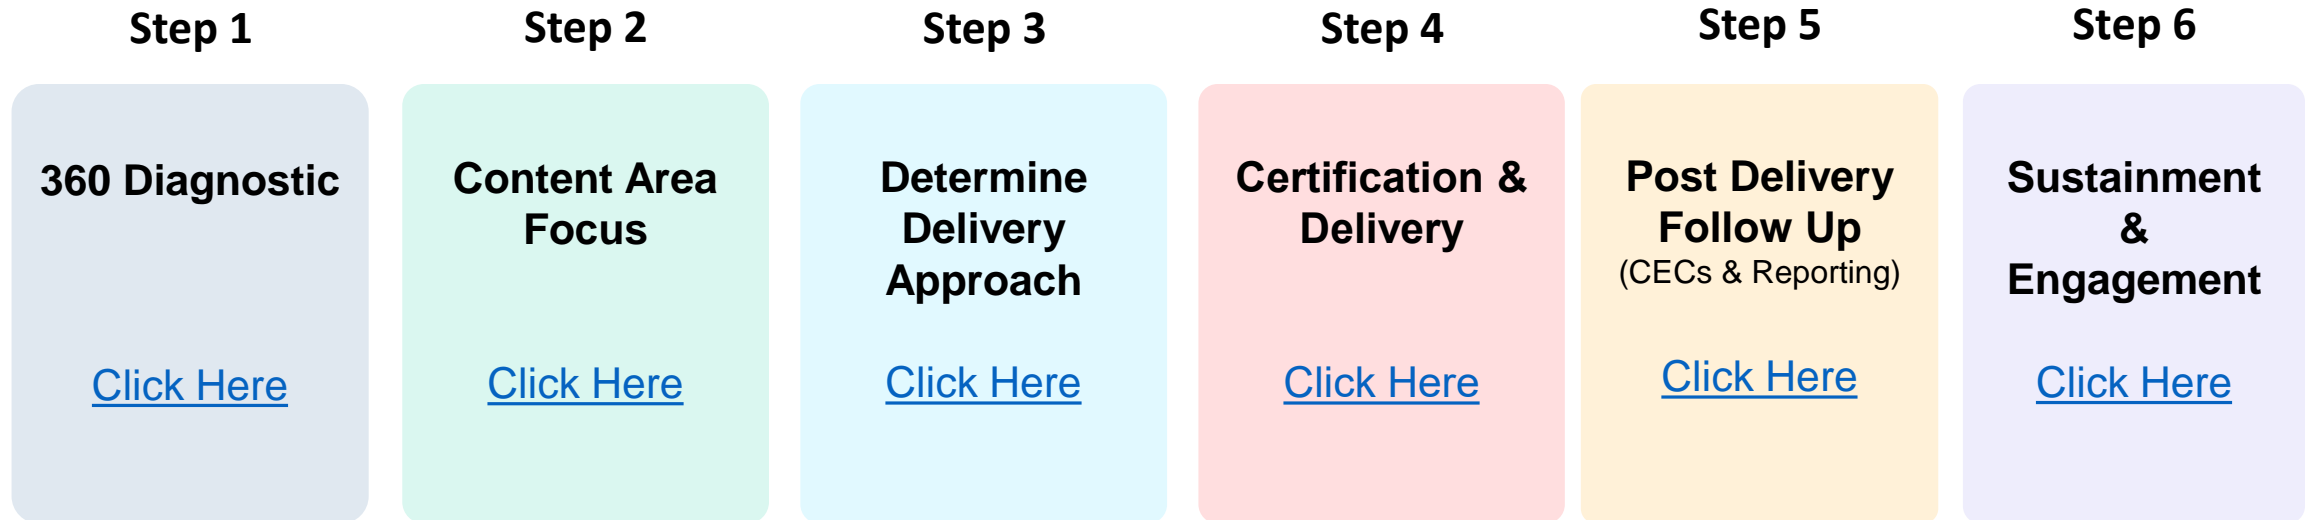 Step 1
360 Diagnostic
Click Here
Step 2
Content Area
Focus
Click Here
Step 3
Determine
Delivery
Approach
Click Here
Step 4
Certification &
Delivery
Click Here
Step 5
Post Delivery
Follow Up
(CECs & Reporting)
Click Here
Step 6
Sustainment
&
Engagement
Click Here